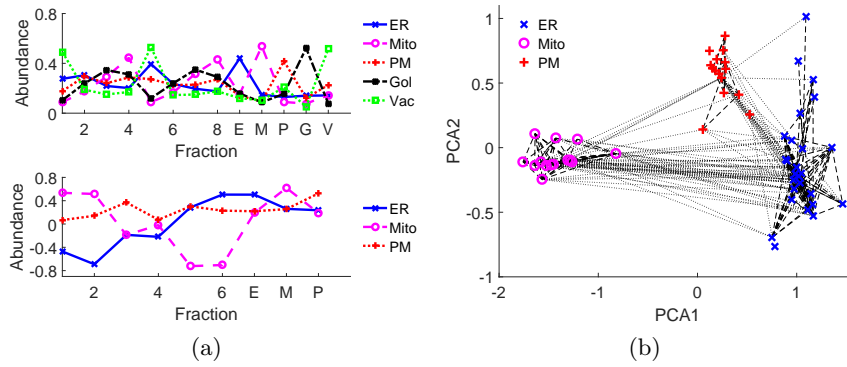 0.8
0.4
0
Abundance
2 4 6 8 E M P G V
Fraction
ER
Mito
PM
Gol
Vac
0.8
0.4
0
-0.4
-0.8
Abundance
2 4 6 E M P
Fraction
ER
Mito
PM
(a)
1
0.5
0
-0.5
-1
PCA2
-2 -1 0 1
PCA1
ER
Mito
PM
(b)